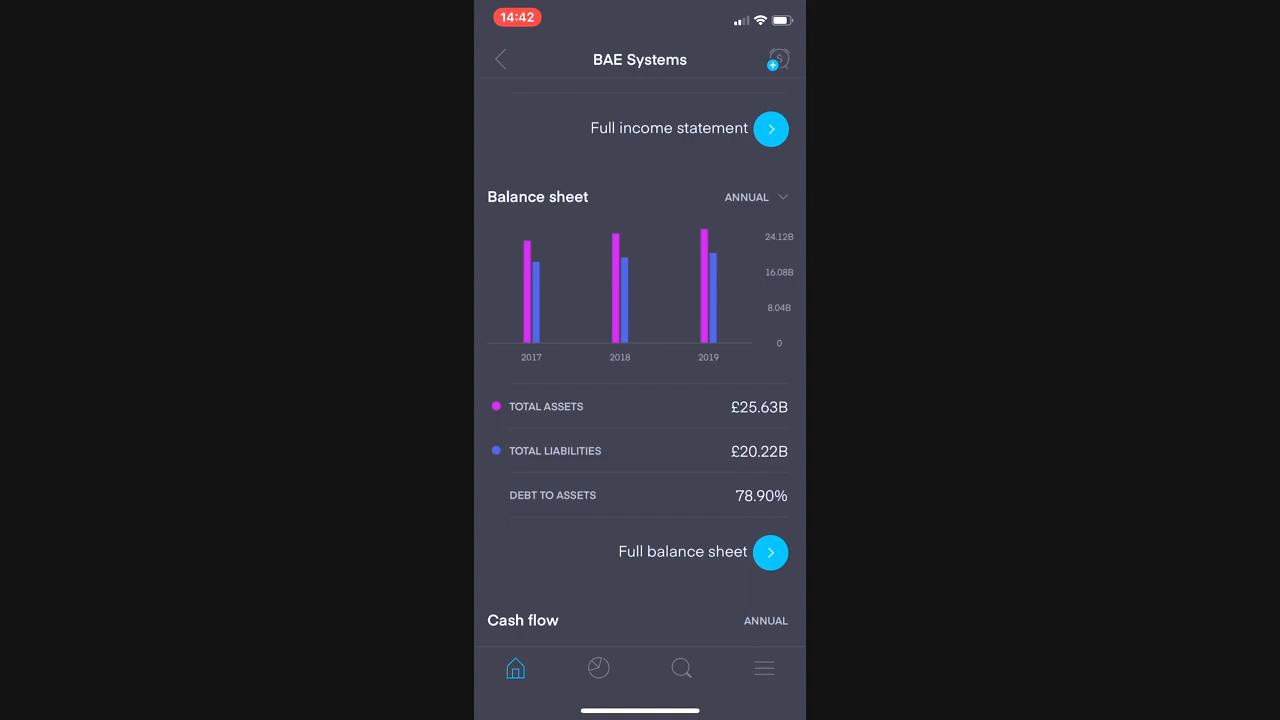 14:42
BAE Systems
Full income statement
Balance sheet
ANNUAL
24.12B
16.08B
8.04B
0
2017 2018 2019
TOTAL ASSETS £25.63B
TOTAL LIABILITIES £20.22B
DEBT TO ASSETS 78.90%
Full balance sheet
Cash flow ANNUAL